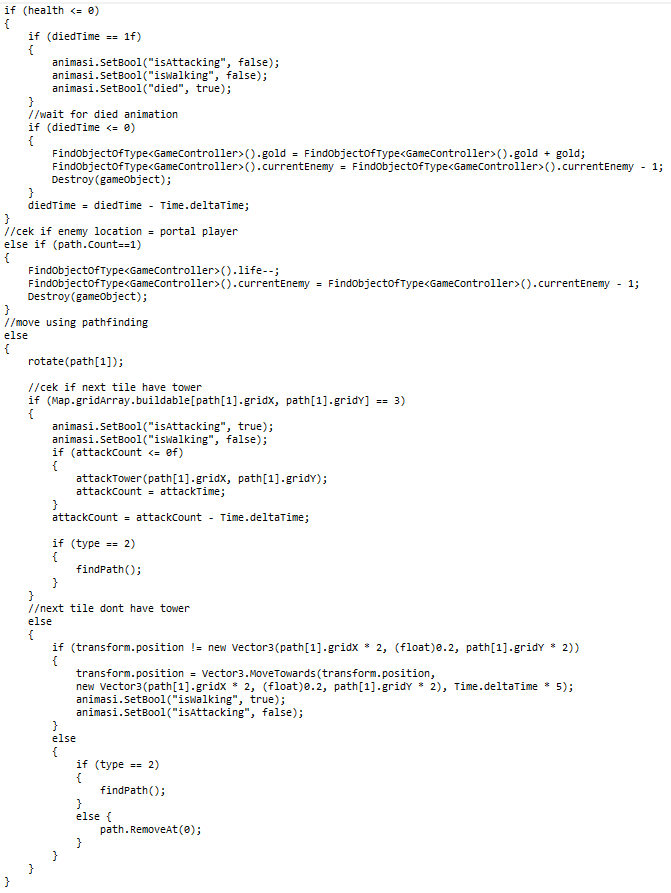 if (health <= 0)
{
    if (diedTime == 1f)
    {
        animasi.SetBool("isAttacking", false);
        animasi.SetBool("isWalking", false);
        animasi.SetBool("died", true);
    }
    //wait for died animation
    if (diedTime <= 0)
    {
        FindObjectOfType<GameController>().gold = FindObjectOfType<GameController>().gold + gold;
        FindObjectOfType<GameController>().currentEnemy = FindObjectOfType<GameController>().currentEnemy - 1;
        Destroy(gameObject);
    }
    diedTime = diedTime - Time.deltaTime;
}
//cek if enemy location = portal player
else if (path.Count==1)
{
    FindObjectOfType<GameController>().life--;
    FindObjectOfType<GameController>().currentEnemy = FindObjectOfType<GameController>().currentEnemy - 1;
    Destroy(gameObject);
}
//move using pathfinding
else
{
    rotate(path[1]);

    //cek if next tile have tower
    if (Map.gridArray.buildable[path[1].gridX, path[1].gridY] == 3)
    {
        animasi.SetBool("isAttacking", true);
        animasi.SetBool("isWalking", false);
        if (attackCount <= 0f)
        {
            attackTower(path[1].gridX, path[1].gridY);
            attackCount = attackTime;
        }
        attackCount = attackCount - Time.deltaTime;

        if (type == 2)
        {
            findPath();
        }
    }
    //next tile dont have tower
    else
    {
        if (transform.position != new Vector3(path[1].gridX * 2, (float)0.2, path[1].gridY * 2))
        {
            transform.position = Vector3.MoveTowards(transform.position,
            new Vector3(path[1].gridX * 2, (float)0.2, path[1].gridY * 2), Time.deltaTime * 5);
            animasi.SetBool("isWalking", true);
            animasi.SetBool("isAttacking", false);
        }
        else
        {
            if (type == 2)
            {
                findPath();
            }
            else {
                path.RemoveAt(0);
            }
        }
    }
}